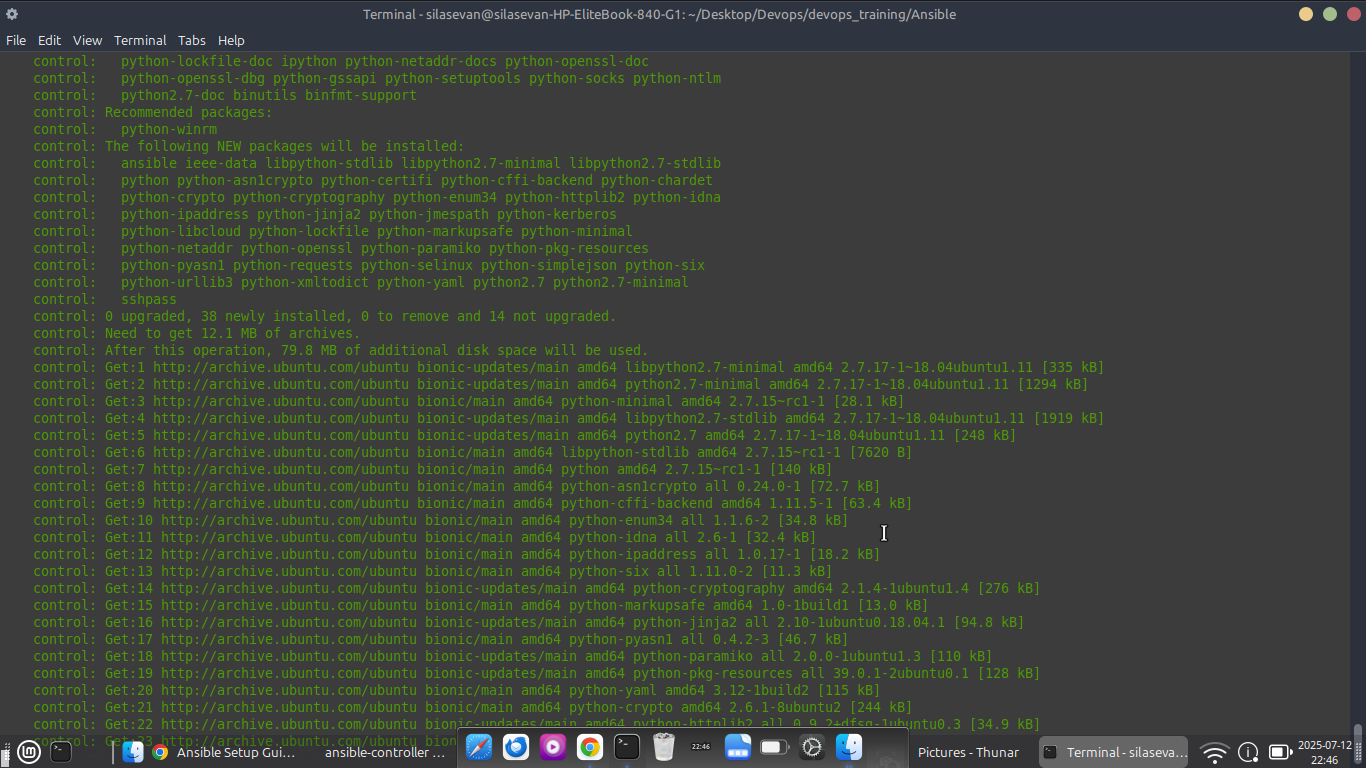 Terminal - silasevan@silasevan-HP-EliteBook-840-G1: ~/Desktop/Devops/devops_training/Ansible
File Edit View Terminal Tabs Help
control: python-lockfile-doc ipython python-netaddr-docs python-openssl-doc
control: python-openssl-dbg python-gssapi python-setuptools python-socks python-ntlm
control: python2.7-doc binutils binfmt-support
control: Recommended packages:
control: python-winrm
control: The following NEW packages will be installed:
control: ansible ieee-data libpython-stdlib libpython2.7-minimal libpython2.7-stdlib
control: python python-asn1crypto python-certifi python-cffi-backend python-chardet
control: python-crypto python-cryptography python-enum34 python-httplib2 python-idna
control: python-ipaddress python-jinja2 python-jmespath python-kerberos
control: python-libcloud python-lockfile python-markupsafe python-minimal
control: python-netaddr python-openssl python-paramiko python-pkg-resources
control: python-pyasn1 python-requests python-selinux python-simplejson python-six
control: python-urllib3 python-xmltodict python-yaml python2.7 python2.7-minimal
control: sshpass
control: 0 upgraded, 38 newly installed, 0 to remove and 14 not upgraded.
control: Need to get 12.1 MB of archives.
control: After this operation, 79.8 MB of additional disk space will be used.
control: Get:1 http://archive.ubuntu.com/ubuntu bionic-updates/main amd64 libpython2.7-minimal amd64 2.7.17-1~18.04ubuntu1.11 [335 kB]
control: Get:2 http://archive.ubuntu.com/ubuntu bionic-updates/main amd64 python2.7-minimal amd64 2.7.17-1~18.04ubuntu1.11 [1294 kB]
control: Get:3 http://archive.ubuntu.com/ubuntu bionic/main amd64 python-minimal amd64 2.7.15~rc1-1 [28.1 kB]
control: Get:4 http://archive.ubuntu.com/ubuntu bionic-updates/main amd64 libpython2.7-stdlib amd64 2.7.17-1~18.04ubuntu1.11 [1919 kB]
control: Get:5 http://archive.ubuntu.com/ubuntu bionic-updates/main amd64 python2.7 amd64 2.7.17-1~18.04ubuntu1.11 [248 kB]
control: Get:6 http://archive.ubuntu.com/ubuntu bionic/main amd64 libpython-stdlib amd64 2.7.15~rc1-1 [7620 B]
control: Get:7 http://archive.ubuntu.com/ubuntu bionic/main amd64 python amd64 2.7.15~rc1-1 [140 kB]
control: Get:8 http://archive.ubuntu.com/ubuntu bionic/main amd64 python-asn1crypto all 0.24.0-1 [72.7 kB]
control: Get:9 http://archive.ubuntu.com/ubuntu bionic/main amd64 python-cffi-backend amd64 1.11.5-1 [63.4 kB]
control: Get:10 http://archive.ubuntu.com/ubuntu bionic/main amd64 python-enum34 all 1.1.6-2 [34.8 kB]
control: Get:11 http://archive.ubuntu.com/ubuntu bionic/main amd64 python-idna all 2.6-1 [32.4 kB]
control: Get:12 http://archive.ubuntu.com/ubuntu bionic/main amd64 python-ipaddress all 1.0.17-1 [18.2 kB]
control: Get:13 http://archive.ubuntu.com/ubuntu bionic/main amd64 python-six all 1.11.0-2 [11.3 kB]
control: Get:14 http://archive.ubuntu.com/ubuntu bionic-updates/main amd64 python-cryptography amd64 2.1.4-1ubuntu1.4 [276 kB]
control: Get:15 http://archive.ubuntu.com/ubuntu bionic/main amd64 python-markupsafe amd64 1.0-1build1 [13.0 kB]
control: Get:16 http://archive.ubuntu.com/ubuntu bionic-updates/main amd64 python-jinja2 all 2.10-1ubuntu0.18.04.1 [94.8 kB]
control: Get:17 http://archive.ubuntu.com/ubuntu bionic/main amd64 python-pyasn1 all 0.4.2-3 [46.7 kB]
control: Get:18 http://archive.ubuntu.com/ubuntu bionic-updates/main amd64 python-paramiko all 2.0.0-1ubuntu1.3 [110 kB]
control: Get:19 http://archive.ubuntu.com/ubuntu bionic-updates/main amd64 python-pkg-resources all 39.0.1-2ubuntu0.1 [128 kB]
control: Get:20 http://archive.ubuntu.com/ubuntu bionic/main amd64 python-yaml amd64 3.12-1build2 [115 kB]
control: Get:21 http://archive.ubuntu.com/ubuntu bionic/main amd64 python-crypto amd64 2.6.1-8ubuntu2 [244 kB]
control: Get:22 http://archive.ubuntu.com/ubuntu bionic-updates/main amd64 python-httplib2 all 0.9.2+dfsg-1ubuntu0.3 [34.9 kB]
control: Get:23
Ansible Setup Gui... ansible-controller ... 22:46 Pictures - Thunar Terminal - silaseva... 2025-07-12
22:46